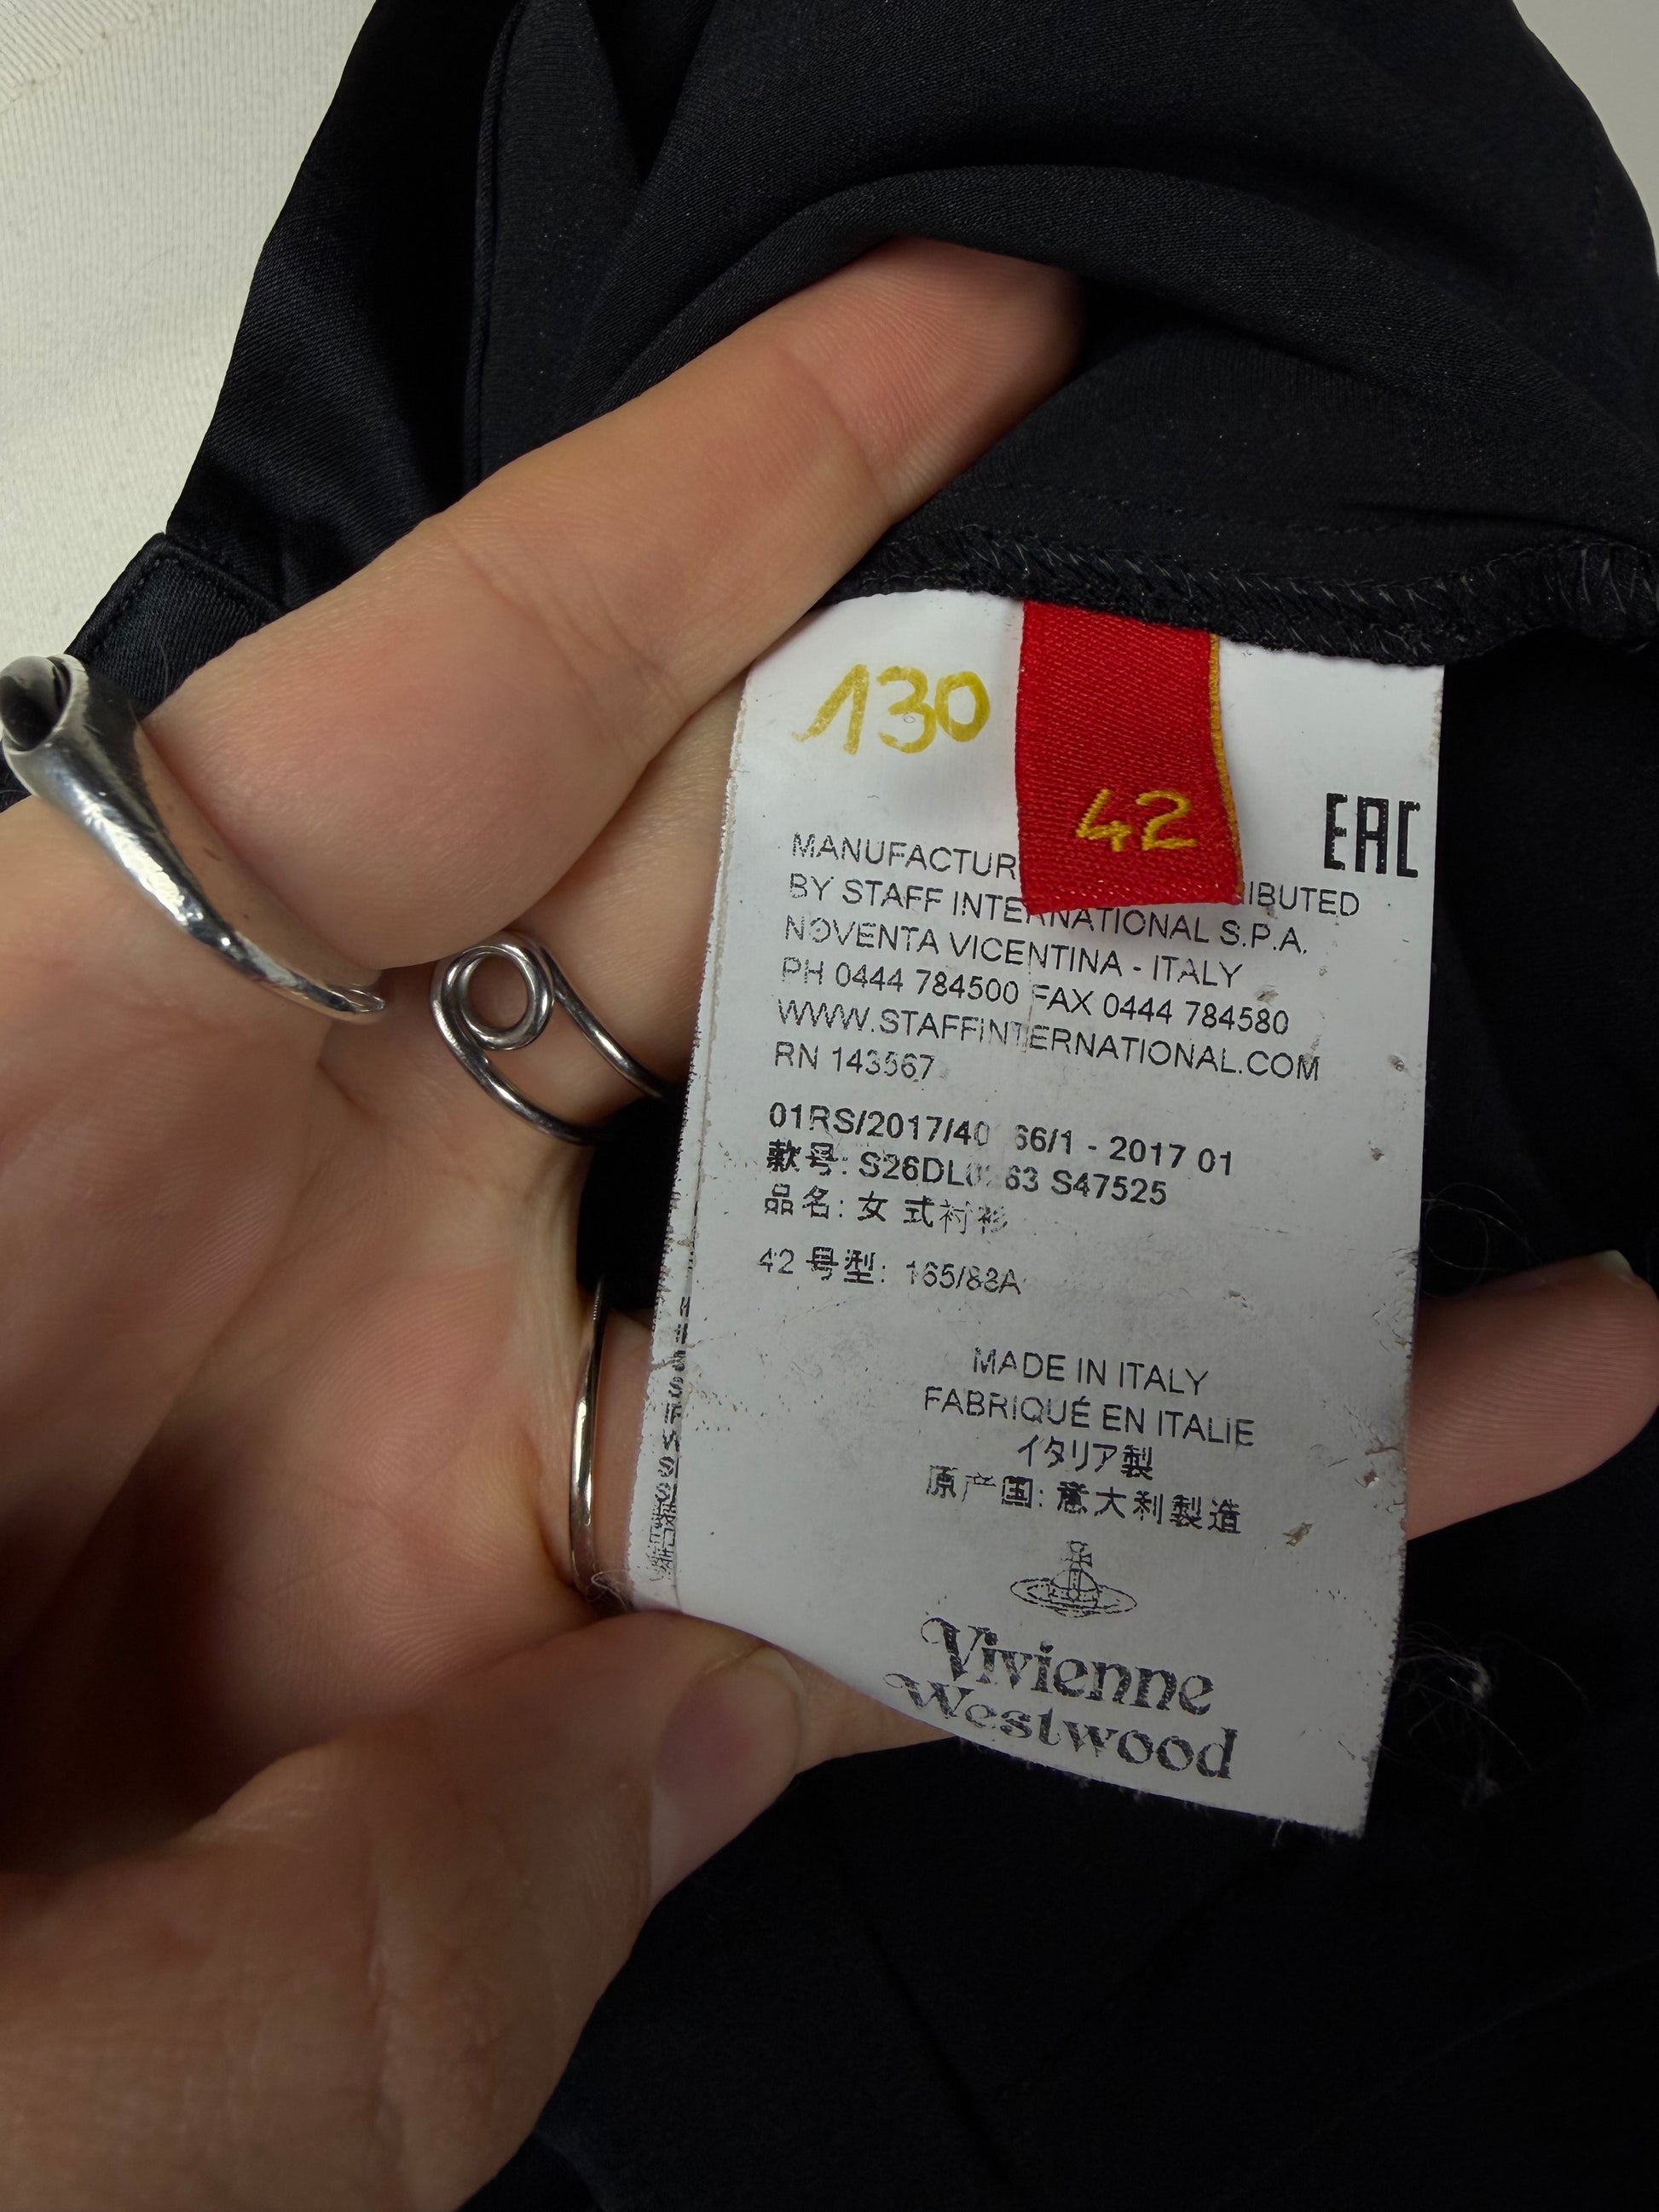 130
42
EAC
MANUFACTUR RIBUTED
BY STAFF INTERNATIONAL S.P.A.
NOVENTA VICENTINA - ITALY
PH 0444 784500 FAX 0444 784580
WWW.STAFFINTERNATIONAL.COM
RN 143567
01RS/2017/40 66/1 - 2017 01
款号: S26DL0 63 S47525
品名: 女式衬衫
42 号型: 165/88A
MADE IN ITALY
FABRIQUÉ EN ITALIE
イタリア製
原产国: 意大利製造
Vivienne
Westwood